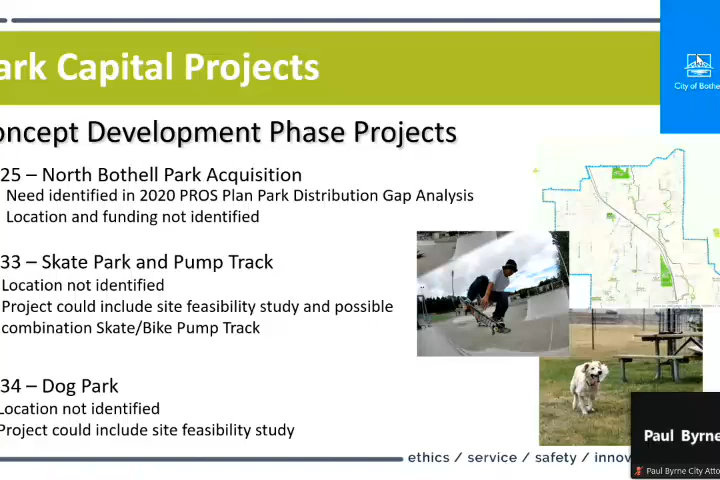 ark Capital Projects
City of Bothe
oncept Development Phase Projects
25 – North Bothell Park Acquisition
Need identified in 2020 PROS Plan Park Distribution Gap Analysis
Location and funding not identified
33 – Skate Park and Pump Track
Location not identified
Project could include site feasibility study and possible
combination Skate/Bike Pump Track
34 – Dog Park
Location not identified
Project could include site feasibility study
ethics / service / safety / innov
Paul Byrne
Paul Byrne City Atto